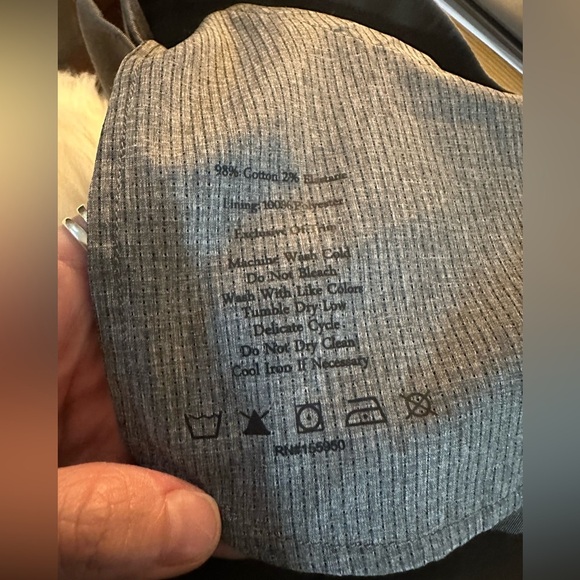 98% Cotton 2% Elastane
Lining: 100% Polyester
Exclusive Of Trim
Machine Wash Cold
Do Not Bleach
Wash With Like Colors
Tumble Dry Low
Delicate Cycle
Do Not Dry Clean
Cool Iron If Necessary
RN#155950